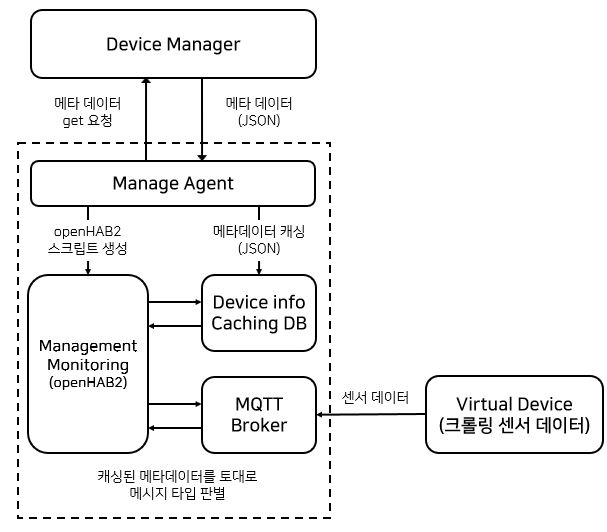 Device Manager
메타 데이터
get 요청
메타 데이터
(JSON)
Manage Agent
openHAB2
스크립트 생성
메타데이터 캐싱
(JSON)
Management
Monitoring
(openHAB2)
Device info
Caching DB
MQTT
Broker
센서 데이터
Virtual Device
(크롤링 센서 데이터)
캐싱된 메타데이터를 토대로
메시지 타입 판별